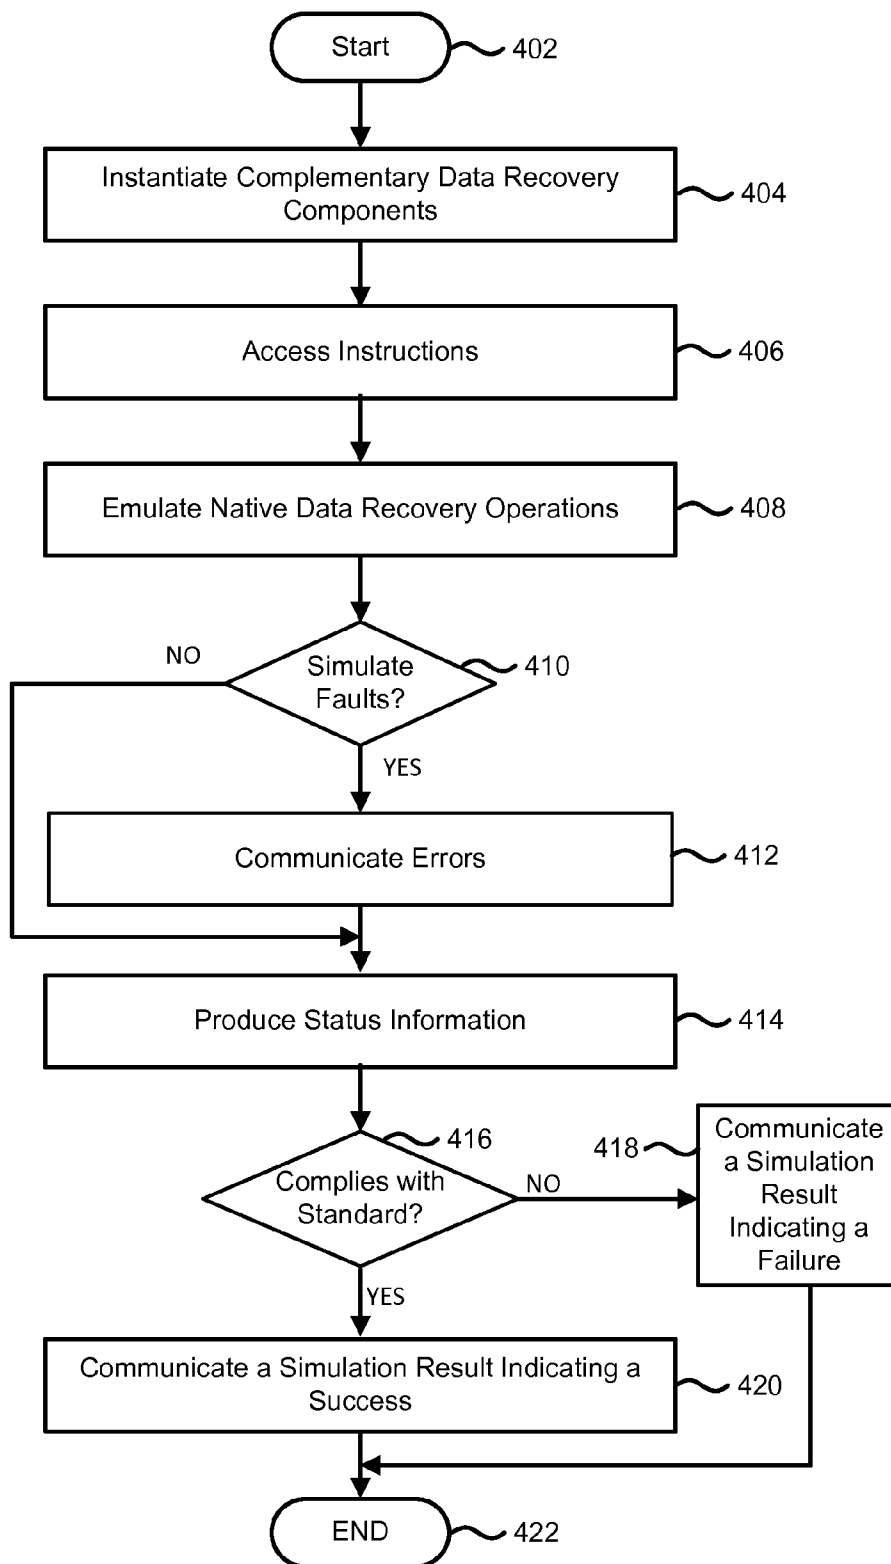 Start
402
Instantiate Complementary Data Recovery
Components
404
Access Instructions
406
Emulate Native Data Recovery Operations
408
NO
Simulate
Faults?
410
YES
Communicate Errors
412
Produce Status Information
414
416
Complies with
Standard?
NO
418
Communicate
a Simulation
Result
Indicating a
Failure
YES
Communicate a Simulation Result Indicating a
Success
420
END
422